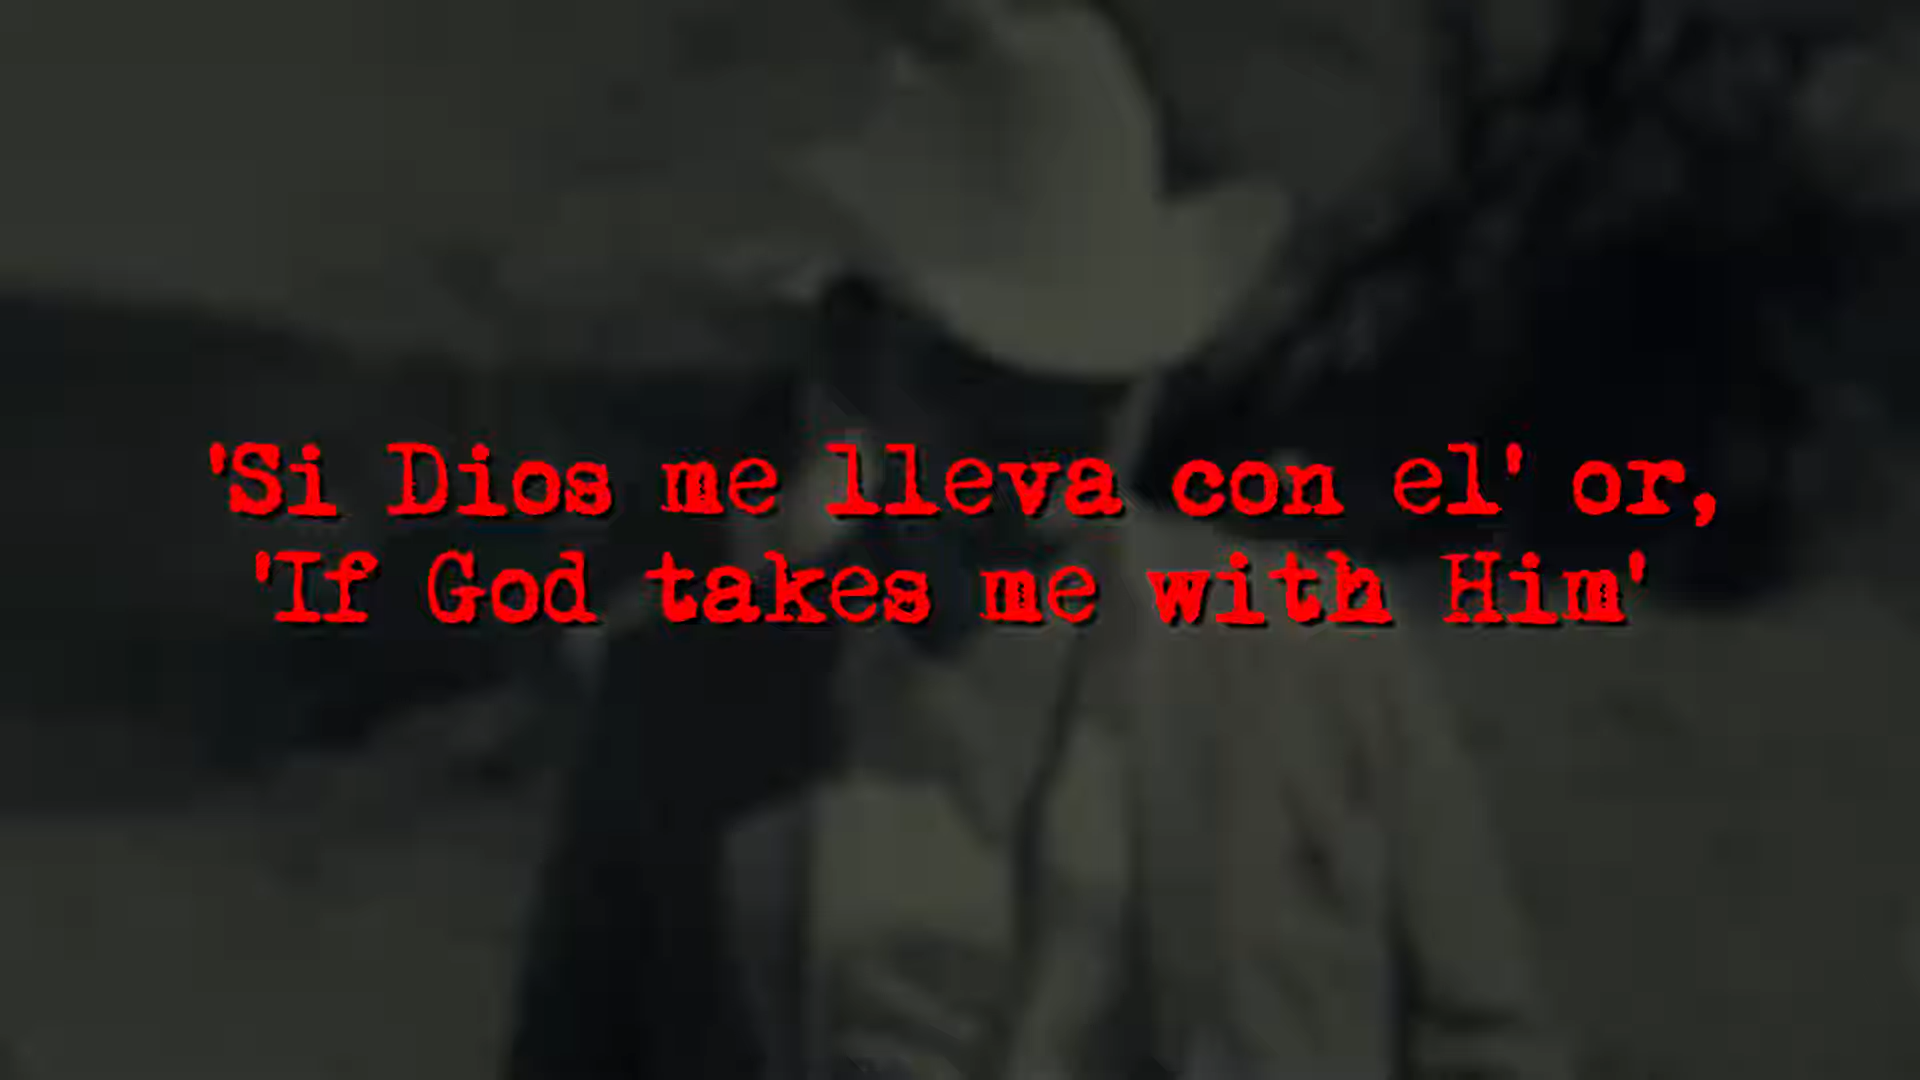 'Si Dios me lleva con el' or,
'If God takes me with Him'